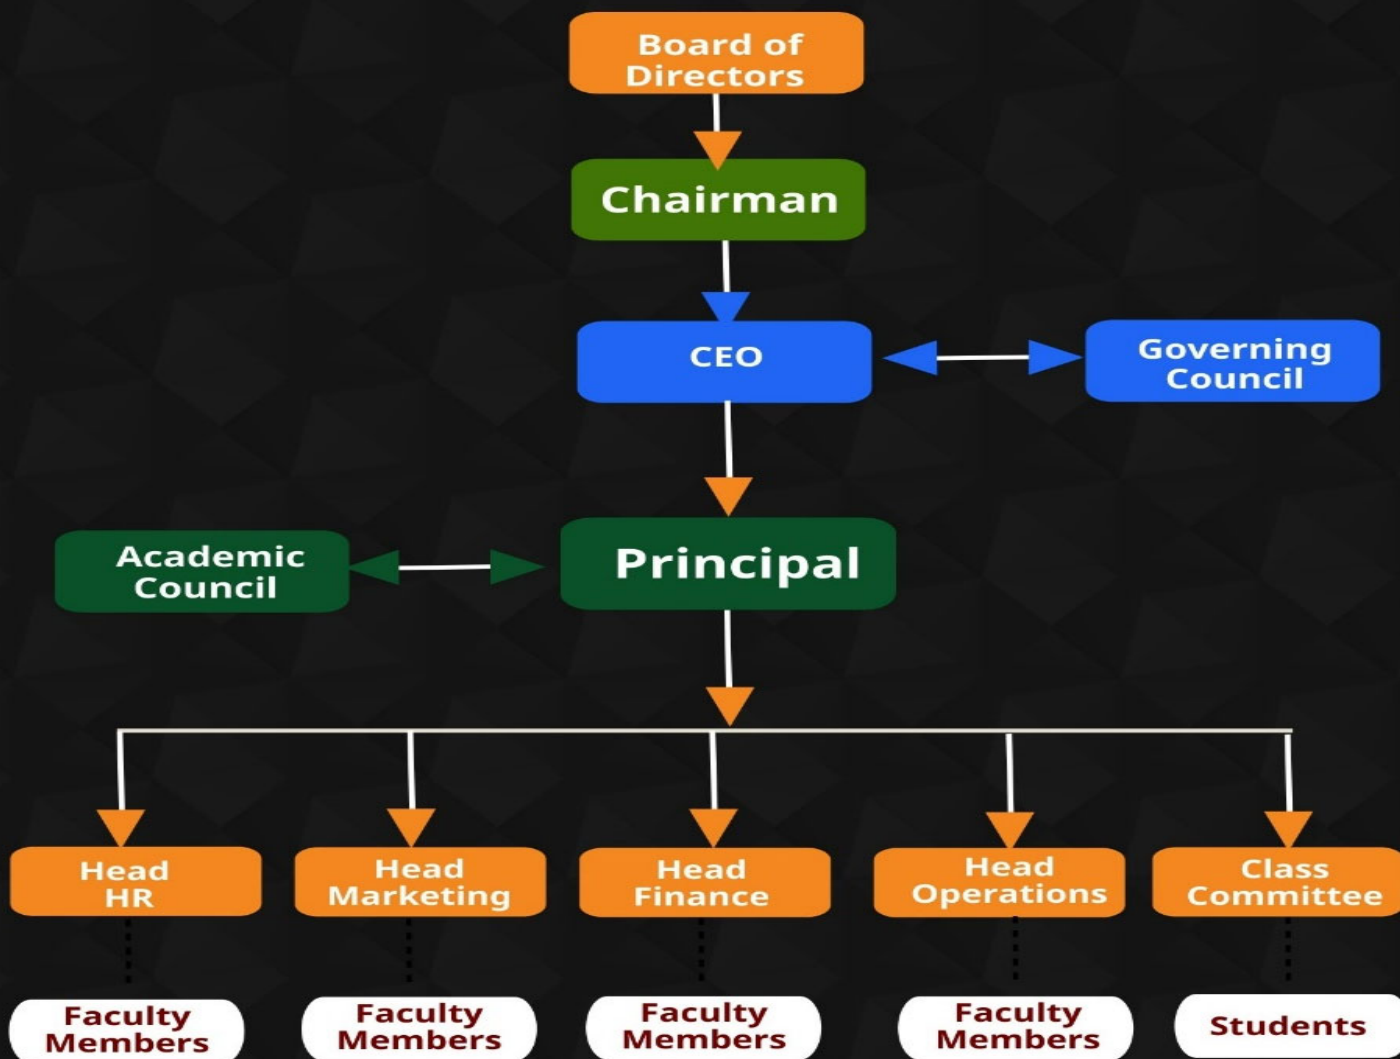 Board of
Directors
Chairman
CEO
Governing
Council
Academic
Council
Principal
Head
HR
Head
Marketing
Head
Finance
Head
Operations
Class
Committee
Faculty
Members
Faculty
Members
Faculty
Members
Faculty
Members
Students